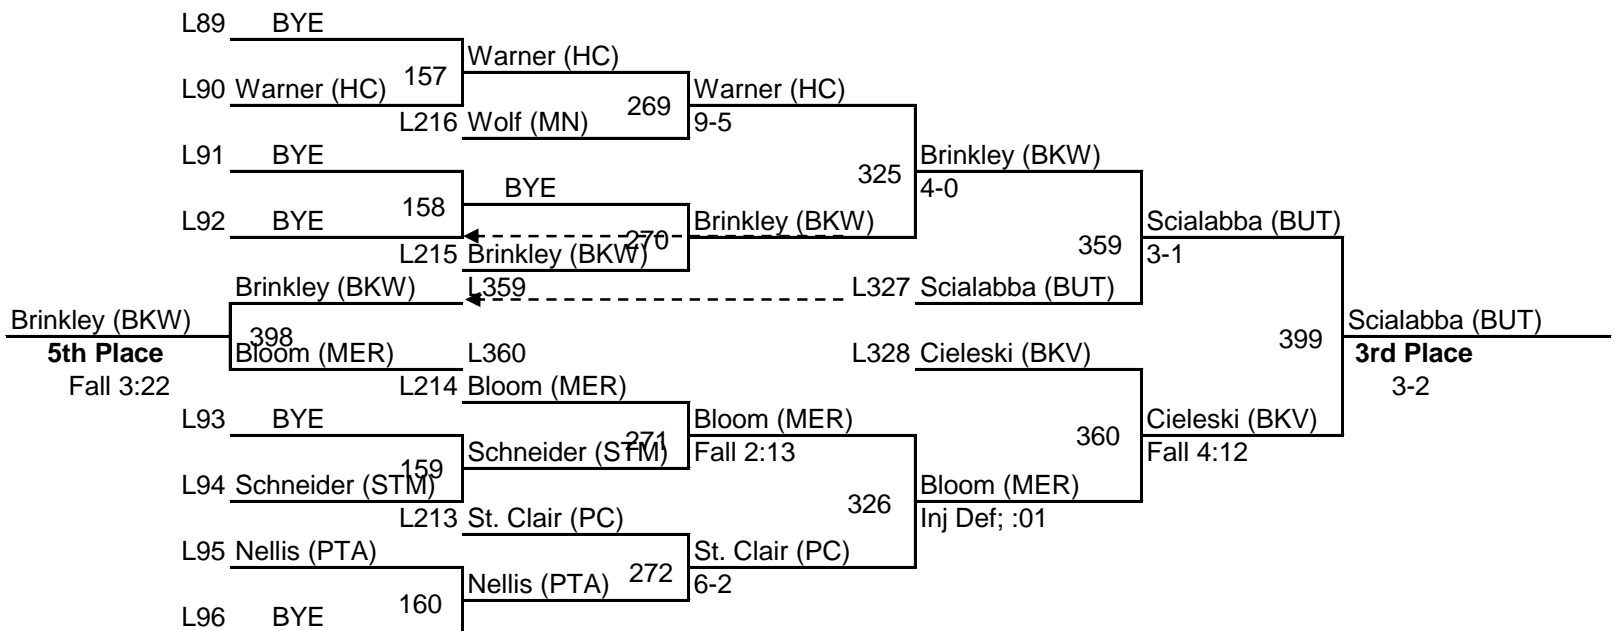 L89 BYE
Warner (HC)
157
L90 Warner (HC) Warner (HC)
269
L216 Wolf (MN) 9-5
L91 BYE Brinkley (BKW)
325
BYE 4-0
158
L92 BYE Brinkley (BKW) Scialabba (BUT)
270 359
L215 Brinkley (BKW) 3-1
Brinkley (BKW) L359 L327 Scialabba (BUT)
Brinkley (BKW) Scialabba (BUT)
398 399
5th Place Bloom (MER) L360 L328 Cieleski (BKV) 3rd Place
Fall 3:22 L214 Bloom (MER) 3-2
L93 BYE Bloom (MER) Cieleski (BKV)
271 360
Schneider (STM) Fall 2:13 Fall 4:12
159
L94 Schneider (STM) Bloom (MER)
326
L213 St. Clair (PC) Inj Def; :01
L95 Nellis (PTA) St. Clair (PC)
272
Nellis (PTA) 6-2
160
L96 BYE